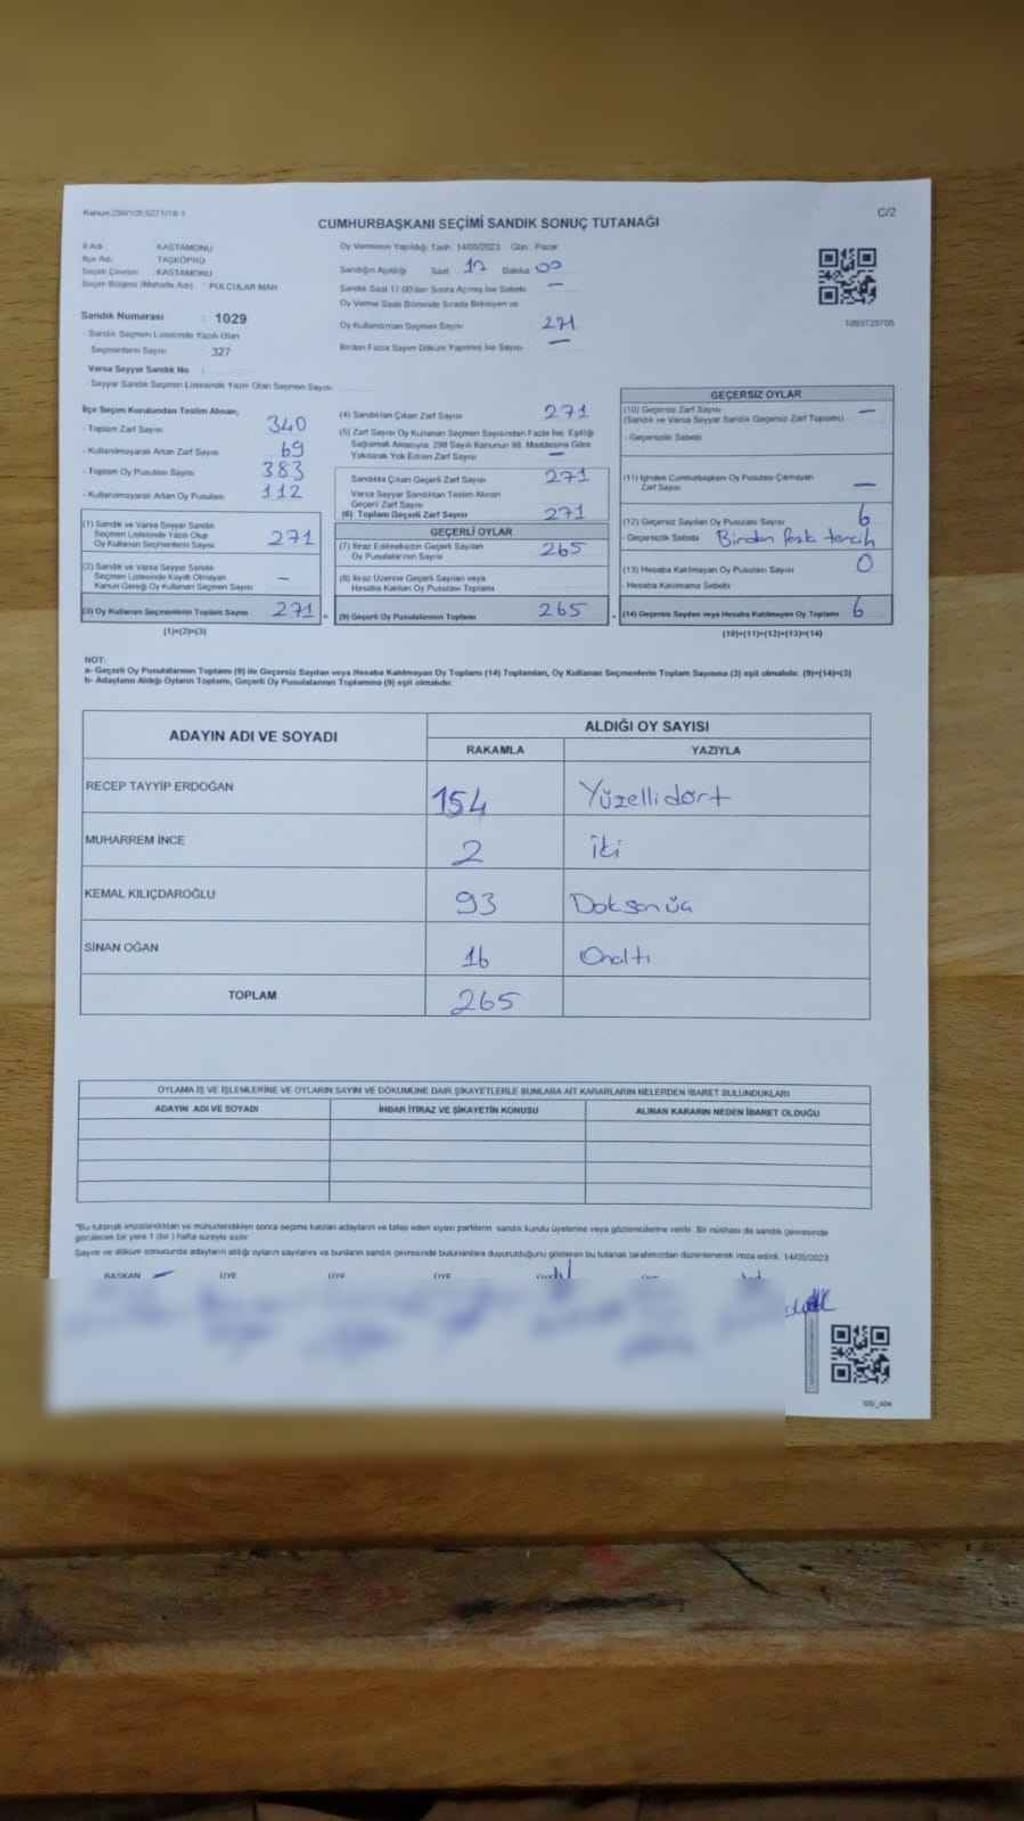 C/2
CUMHURBAŞKANI SEÇİMİ SANDIK SONUÇ TUTANAĞI
İl Adı : KASTAMONU
İlçe Adı : TAŞKÖPRÜ
Seçim Çevresi : KASTAMONU
Seçim Bölgesi (Mahalle Adı) : PULCULAR MAH
Sandık Numarası : 1029
Sandık Seçmen Listesinde Yazılı Olan
Seçmenlerin Sayısı 327
Varsa Seyyar Sandık No :
Seyyar Sandık Seçmen Listesinde Yazılı Olan Seçmen Sayısı
Oy Vermenin Yapıldığı Tarih: 14/05/2023 Gün: Pazar
Sandığın Açıldığı Saat 17 Dakika 00
Sandık Saat 17:00'den Sonra Açılmış İse Sebebi —
Oy Verme Saati Bitiminde Sırada Bekleyen ve
Oy Kullandırılan Seçmen Sayısı 271
Birden Fazla Sayım Döküm Yapılmış İse Sayısı —
İlçe Seçim Kurulundan Teslim Alınan;
- Toplam Zarf Sayısı 340
- Kullanılmayarak Artan Zarf Sayısı 69
- Toplam Oy Pusulası Sayısı 383
- Kullanılmayarak Artan Oy Pusulası 112
(1) Sandık ve Varsa Seyyar Sandık
Seçmen Listesinde Yazılı Olup
Oy Kullanan Seçmenlerin Sayısı 271
(2) Sandık ve Varsa Seyyar Sandık
Seçmen Listesinde Kayıtlı Olmayan
Kanun Gereği Oy Kullanan Seçmen Sayısı —
(3) Oy Kullanan Seçmenlerin Toplam Sayısı 271
(1)+(2)=(3)
(4) Sandıktan Çıkan Zarf Sayısı 271
(5) Zarf Sayısı Oy Kullanan Seçmen Sayısından Fazla İse, Eşitliği
Sağlamak Amacıyla, 298 Sayılı Kanunun 98. Maddesine Göre
Yakılarak Yok Edilen Zarf Sayısı —
Sandıkta Çıkan Geçerli Zarf Sayısı 271
Varsa Seyyar Sandıktan Teslim Alınan
Geçerli Zarf Sayısı
(6) Toplam Geçerli Zarf Sayısı 271
GEÇERLİ OYLAR
(7) İtiraz Edilmeksizin Geçerli Sayılan
Oy Pusulalarının Sayısı 265
(8) İtiraz Üzerine Geçerli Sayılan veya
Hesaba Katılan Oy Pusulası Toplamı
(9) Geçerli Oy Pusulalarının Toplamı 265
GEÇERSİZ OYLAR
(10) Geçersiz Zarf Sayısı —
(Sandık ve Varsa Seyyar Sandık Geçersiz Zarf Toplamı)
- Geçersizlik Sebebi
(11) İçinden Cumhurbaşkanı Oy Pusulası Çıkmayan
Zarf Sayısı —
(12) Geçersiz Sayılan Oy Pusulası Sayısı 6
- Geçersizlik Sebebi Birden fazla tercih
(13) Hesaba Katılmayan Oy Pusulası Sayısı 0
- Hesaba Katılmama Sebebi
(14) Geçersiz Sayılan veya Hesaba Katılmayan Oy Toplamı 6
(10)+(11)+(12)+(13)=(14)
NOT:
a- Geçerli Oy Pusulalarının Toplamı (9) ile Geçersiz Sayılan veya Hesaba Katılmayan Oy Toplamı (14) Toplamları, Oy Kullanan Seçmenlerin Toplam Sayısına (3) eşit olmalıdır. (9)+(14)=(3)
b- Adayların Aldığı Oyların Toplamı, Geçerli Oy Pusulalarının Toplamına (9) eşit olmalıdır.
ADAYIN ADI VE SOYADI
ALDIĞI OY SAYISI
RAKAMLA YAZIYLA
RECEP TAYYİP ERDOĞAN 154 Yüzellidört
MUHARREM İNCE 2 iki
KEMAL KILIÇDAROĞLU 93 Doksanüç
SİNAN OĞAN 16 Onaltı
TOPLAM 265
OYLAMA İŞ VE İŞLEMLERİNE VE OYLARIN SAYIM VE DÖKÜMÜNE DAİR ŞİKAYETLERLE BUNLARA AİT KARARLARIN NELERDEN İBARET BULUNDUKLARI
ADAYIN ADI VE SOYADI İHBAR İTİRAZ VE ŞİKAYETİN KONUSU ALINAN KARARIN NEDEN İBARET OLDUĞU
"Bu tutanak imzalandıktan ve mühürlendikten sonra seçime katılan adayların ve talep eden siyasi partilerin sandık kurulu üyelerine veya gözlemcilerine verilir. Bir nüshası da sandık çevresinde
görülecek bir yere 1 (bir) hafta süreyle asılır.
Sayım ve döküm sonucunda adayların aldığı oyların sayılarını ve bunların sandık çevresinde bulunanlara duyurulduğunu gösteren bu tutanak tarafımızdan düzenlenerek imza edildi. 14/05/2023
BAŞKAN ÜYE ÜYE ÜYE